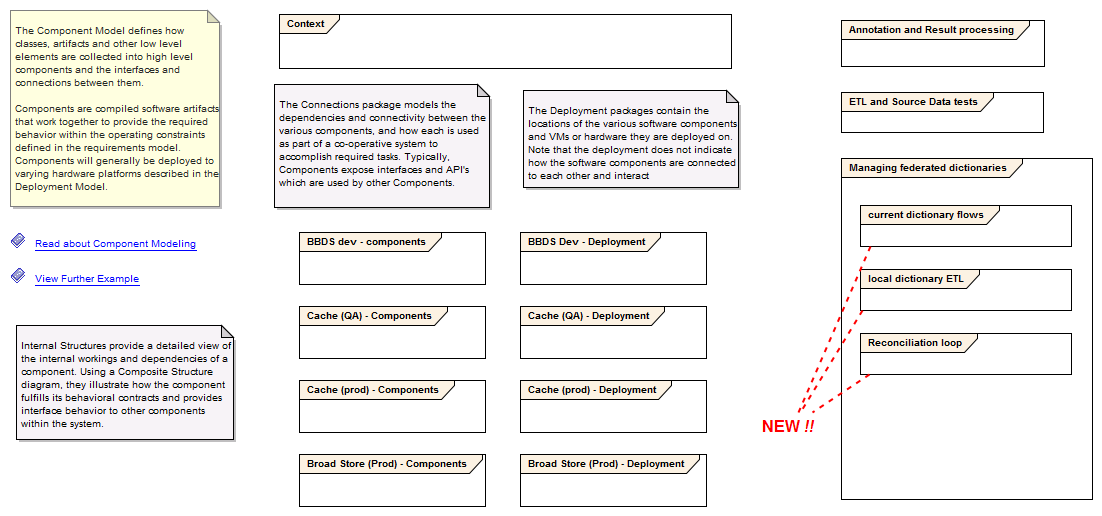 The Component Model defines how
classes, artifacts and other low level
elements are collected into high level
components and the interfaces and
connections between them.
Components are compiled software artifacts
that work together to provide the required
behavior within the operating constraints
defined in the requirements model.
Components will generally be deployed to
varying hardware platforms described in the
Deployment Model.
Read about Component Modeling
View Further Example
Internal Structures provide a detailed view of
the internal workings and dependencies of a
component. Using a Composite Structure
diagram, they illustrate how the component
fulfills its behavioral contracts and provides
interface behavior to other components
within the system.
Context
The Connections package models the
dependencies and connectivity between the
various components, and how each is used
as part of a co-operative system to
accomplish required tasks. Typically,
Components expose interfaces and API's
which are used by other Components.
The Deployment packages contain the
locations of the various software components
and VMs or hardware they are deployed on.
Note that the deployment does not indicate
how the software components are connected
to each other and interact
BBDS dev - components
BBDS Dev - Deployment
Cache (QA) - Components
Cache (QA) - Deployment
Cache (prod) - Components
Cache (prod) - Deployment
Broad Store (Prod) - Components
Broad Store (Prod) - Deployment
Annotation and Result processing
ETL and Source Data tests
Managing federated dictionaries
current dictionary flows
local dictionary ETL
Reconciliation loop
NEW !!